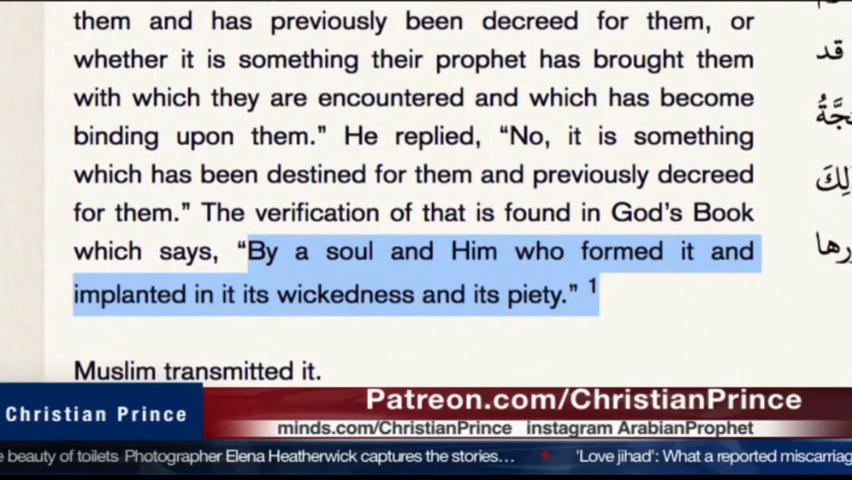 them and has previously been decreed for them, or
whether it is something their prophet has brought them
with which they are encountered and which has become
binding upon them.” He replied, “No, it is something
which has been destined for them and previously decreed
for them.” The verification of that is found in God’s Book
which says, “By a soul and Him who formed it and
implanted in it its wickedness and its piety.” 1
Muslim transmitted it.
قد
Christian Prince
Patreon.com/ChristianPrince
minds.com/ChristianPrince instagram ArabianProphet
beauty of toilets Photographer Elena Heatherwick captures the stories... 'Love jihad': What a reported